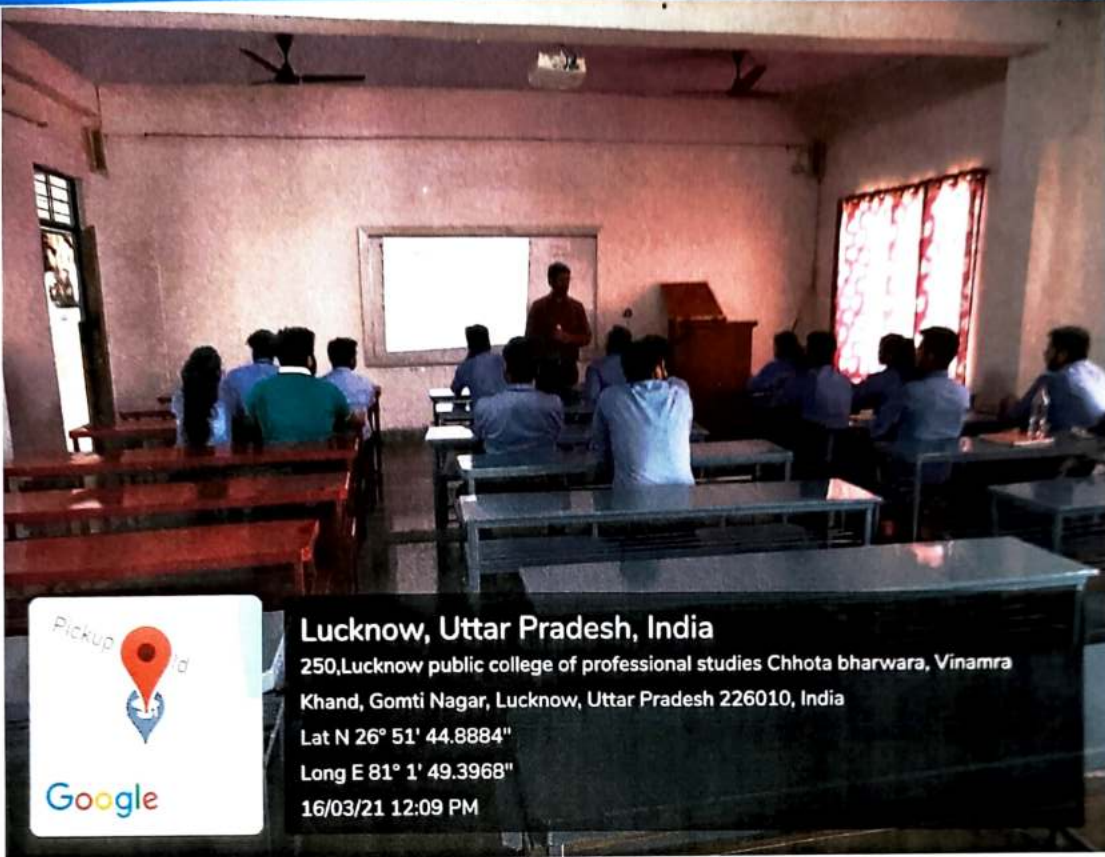 Pickup
Google
Lucknow, Uttar Pradesh, India
250,Lucknow public college of professional studies Chhota bharwara, Vinamra
Khand, Gomti Nagar, Lucknow, Uttar Pradesh 226010, India
Lat N 26° 51' 44.8884"
Long E 81° 1' 49.3968"
16/03/21 12:09 PM